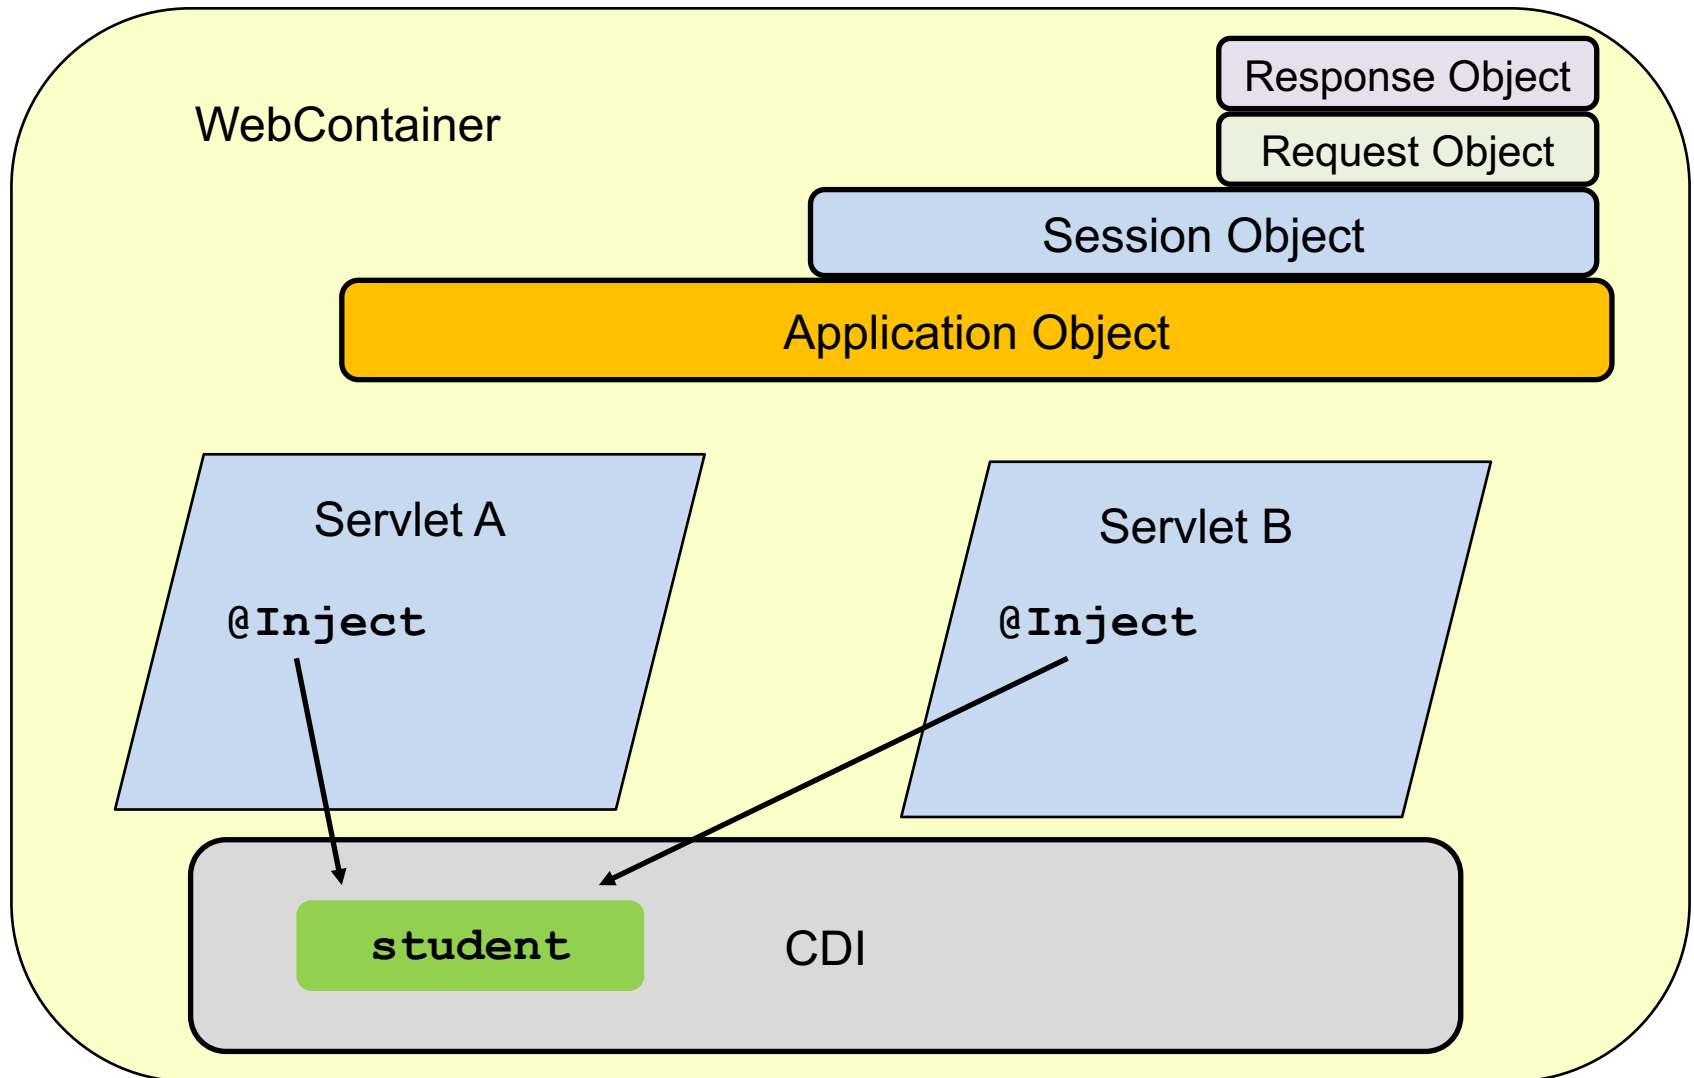 Response Object
WebContainer
Request Object
Session Object
Application Object
Servlet A
Servlet B
@Inject
@Inject
student
CDI